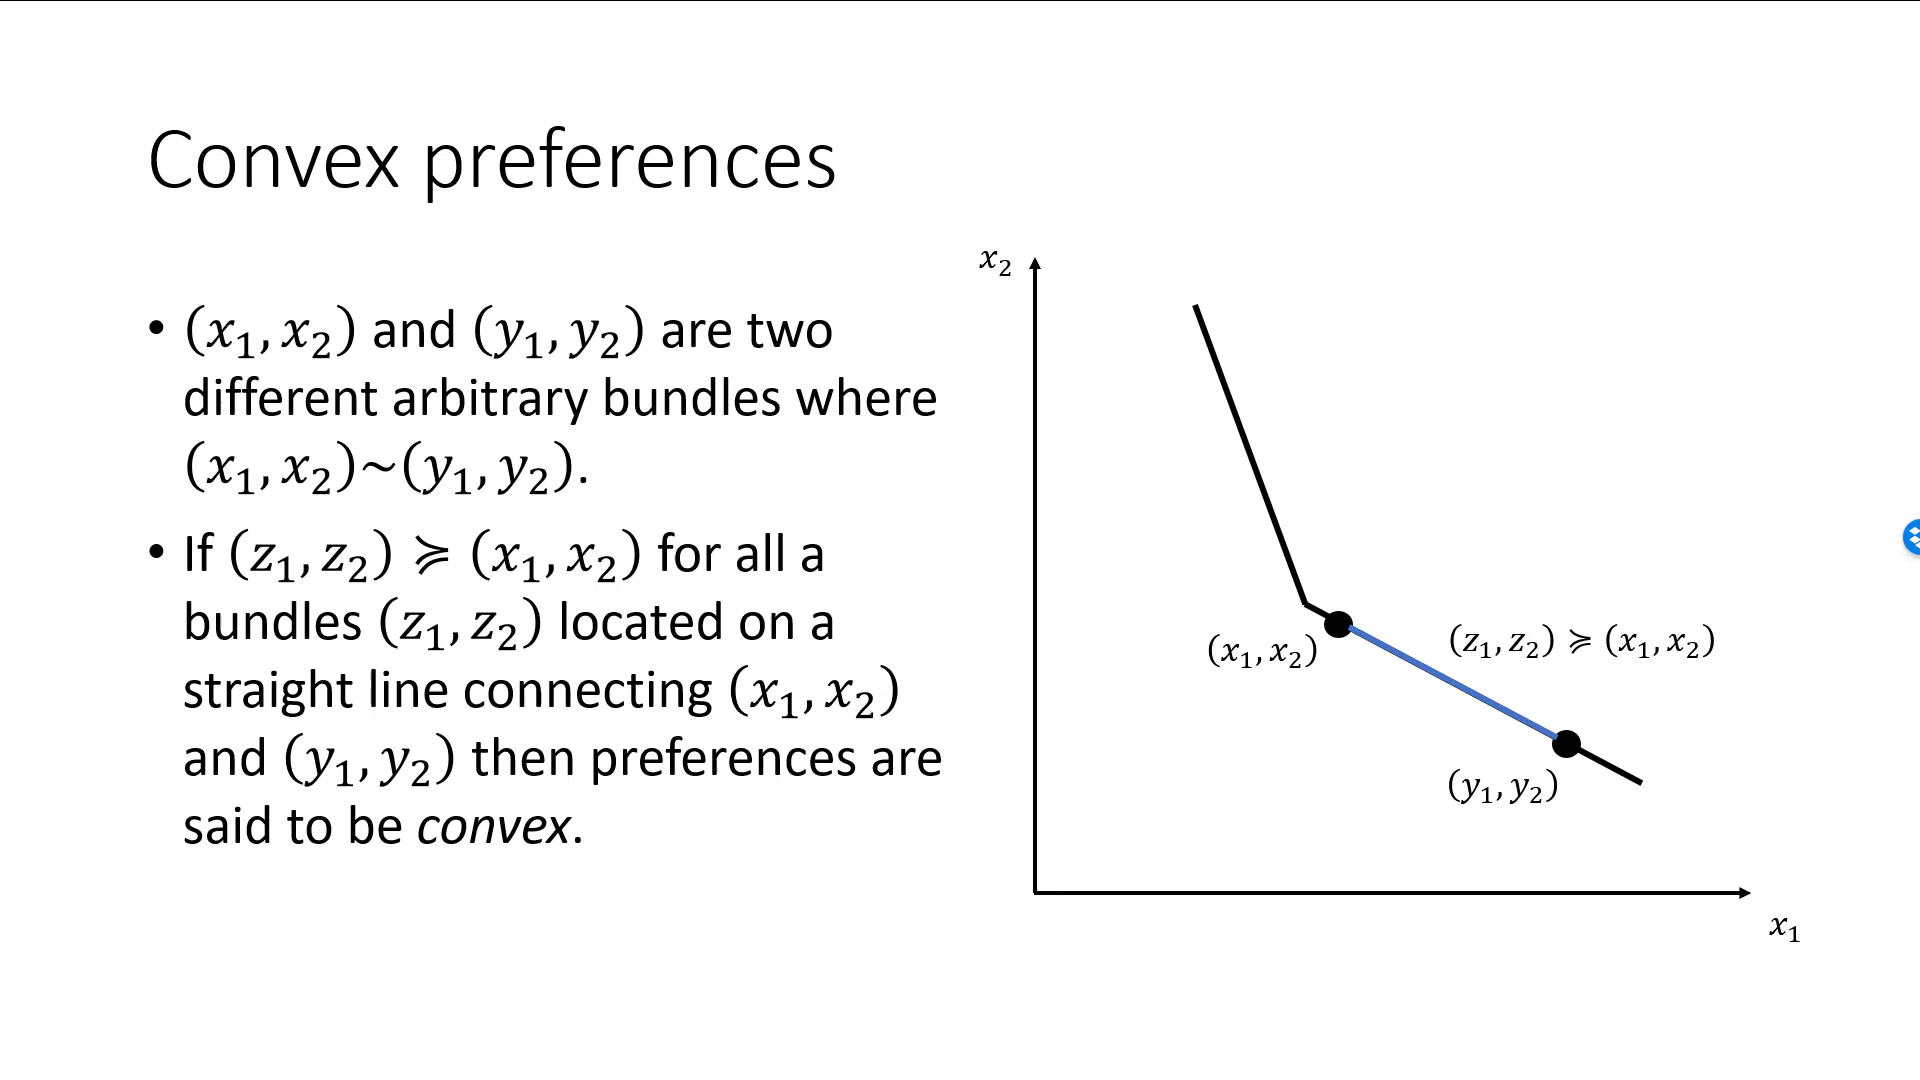 Convex preferences
• (x₁, x₂) and (y₁, y₂) are two
different arbitrary bundles where
(x₁, x₂)~(y₁, y₂).
• If (z₁, z₂) ≽ (x₁, x₂) for all a
bundles (z₁, z₂) located on a
straight line connecting (x₁, x₂)
and (y₁, y₂) then preferences are
said to be convex.
x₂
(x₁, x₂)
(z₁, z₂) ≽ (x₁, x₂)
(y₁, y₂)
x₁